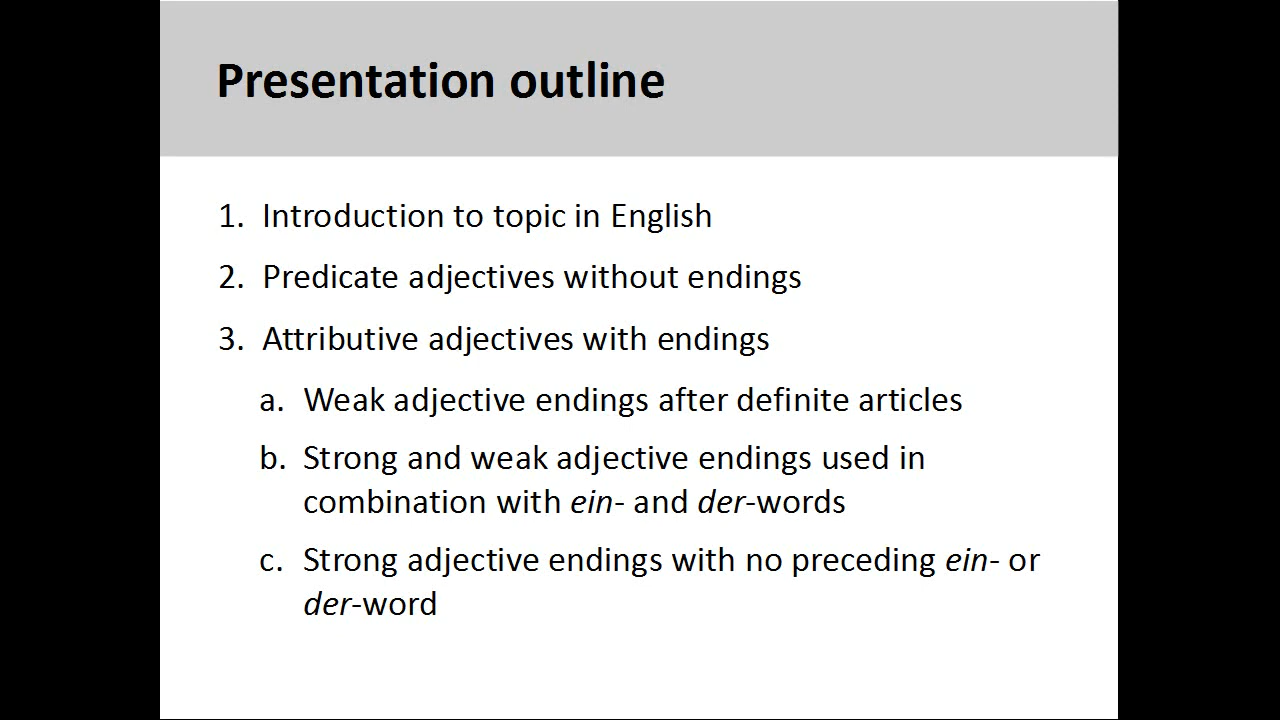 Presentation outline
1. Introduction to topic in English
2. Predicate adjectives without endings
3. Attributive adjectives with endings
a. Weak adjective endings after definite articles
b. Strong and weak adjective endings used in
combination with ein- and der-words
c. Strong adjective endings with no preceding ein- or
der-word